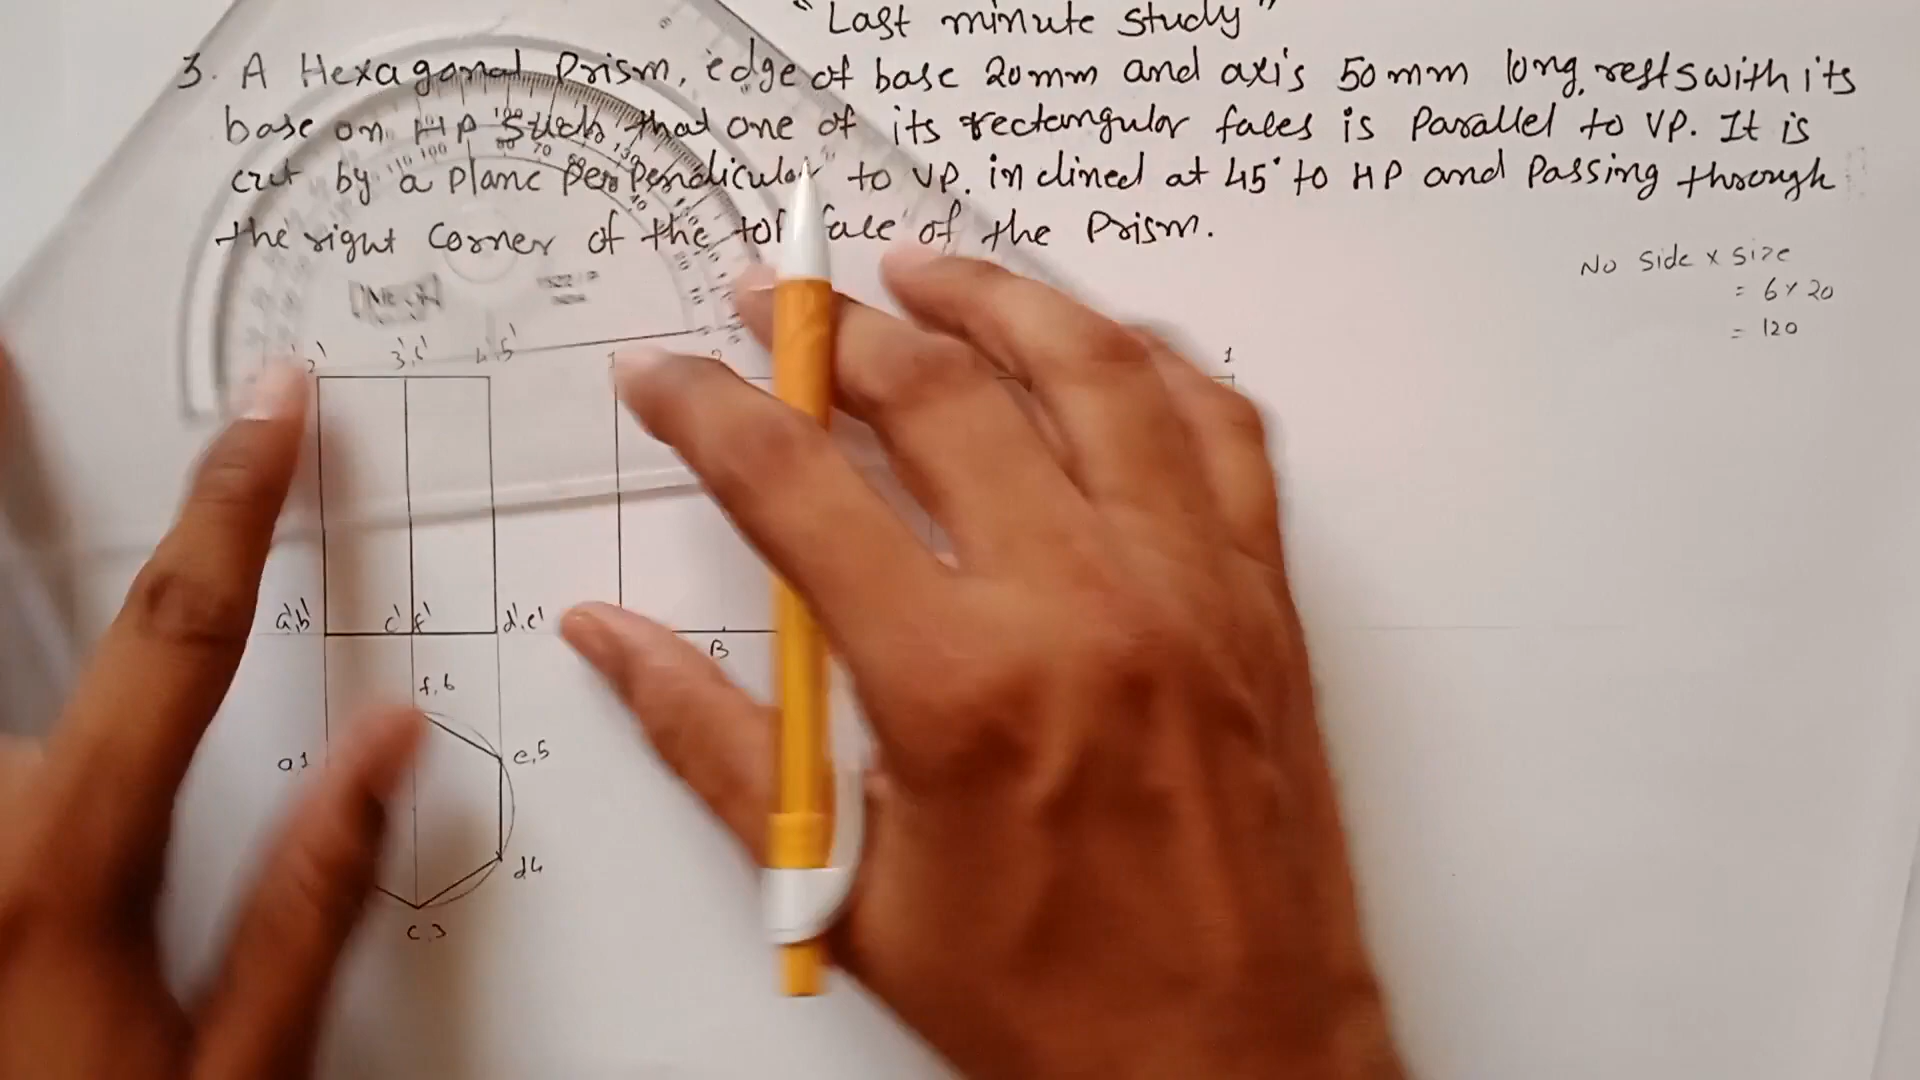 "Last minute study"
3. A Hexagonal Prism, edge of base 20mm and axis 50mm long, rests with its
base on HP such that one of its rectangular faces is Parallel to VP. It is
cut by a plane Perpendicular to VP, inclined at 45° to HP and Passing through
the right corner of the top face of the Prism.
No Side x Size
= 6 x 20
= 120
4',5'
1
2
1
a',b'
c' f'
d',e'
B
f,6
a,1
e,5
d4
c,3